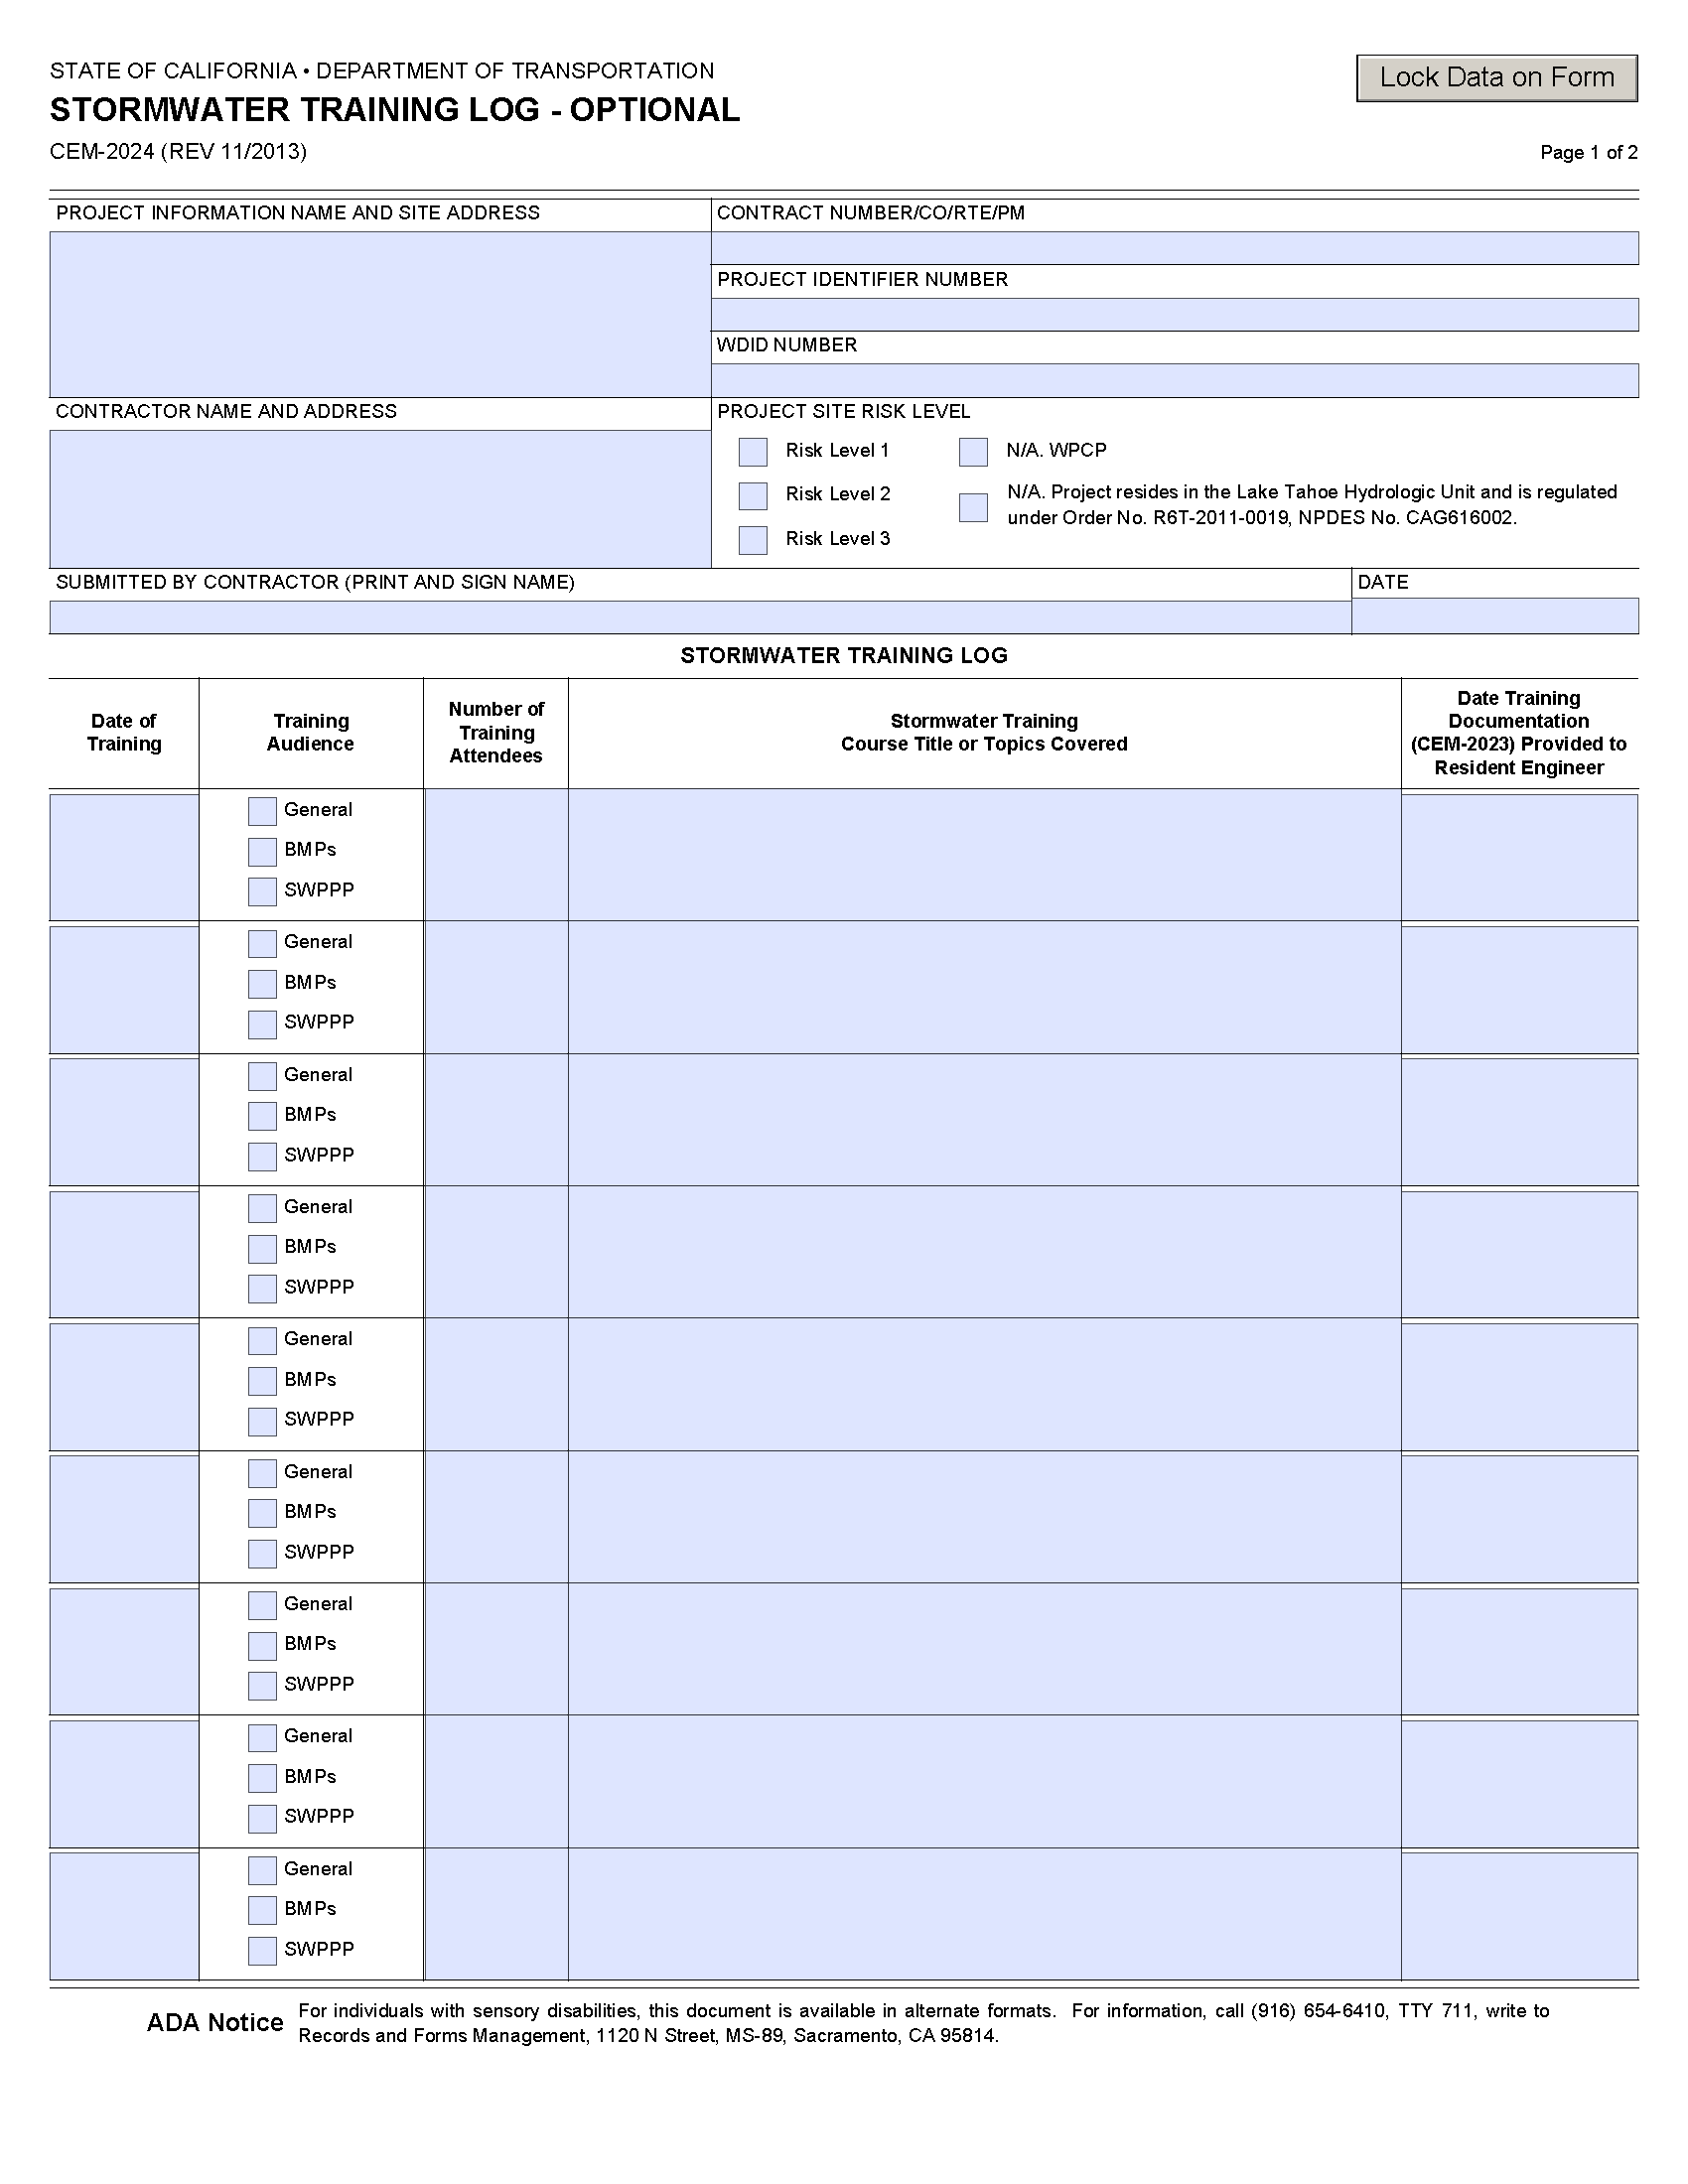 STATE OF CALIFORNIA • DEPARTMENT OF TRANSPORTATION
Lock Data on Form
STORMWATER TRAINING LOG - OPTIONAL
CEM-2024 (REV 11/2013)
Page 1 of 2
PROJECT INFORMATION NAME AND SITE ADDRESS
CONTRACT NUMBER/CO/RTE/PM
PROJECT IDENTIFIER NUMBER
WDID NUMBER
CONTRACTOR NAME AND ADDRESS
PROJECT SITE RISK LEVEL
Risk Level 1
N/A. WPCP
Risk Level 2
N/A. Project resides in the Lake Tahoe Hydrologic Unit and is regulated
under Order No. R6T-2011-0019, NPDES No. CAG616002.
Risk Level 3
SUBMITTED BY CONTRACTOR (PRINT AND SIGN NAME)
DATE
STORMWATER TRAINING LOG
Date of
Training
Training
Audience
Number of
Training
Attendees
Stormwater Training
Course Title or Topics Covered
Date Training
Documentation
(CEM-2023) Provided to
Resident Engineer
General
BMPs
SWPPP
General
BMPs
SWPPP
General
BMPs
SWPPP
General
BMPs
SWPPP
General
BMPs
SWPPP
General
BMPs
SWPPP
General
BMPs
SWPPP
General
BMPs
SWPPP
General
BMPs
SWPPP
ADA Notice
For individuals with sensory disabilities, this document is available in alternate formats. For information, call (916) 654-6410, TTY 711, write to
Records and Forms Management, 1120 N Street, MS-89, Sacramento, CA 95814.